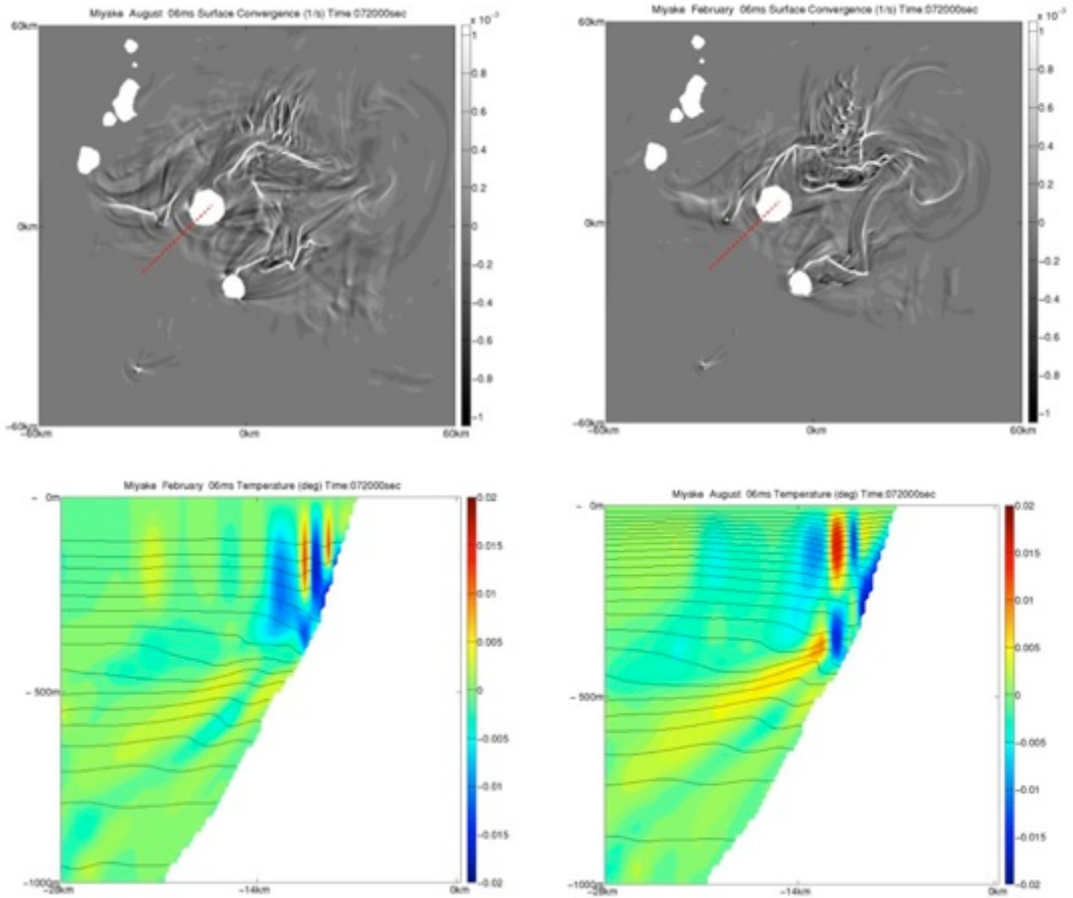 Miyake August 06ms Surface Convergence (1/s) Time:072000sec
x 10⁻³
60km
1
0.8
0.6
0.4
0.2
0km
0
−0.2
−0.4
−0.6
−0.8
−1
−60km
−60km
0km
60km
Miyake February 06ms Surface Convergence (1/s) Time:072000sec
x 10⁻³
60km
1
0.8
0.6
0.4
0.2
0km
0
−0.2
−0.4
−0.6
−0.8
−1
−60km
−60km
0km
60km
Miyake February 06ms Temperature (deg) Time:072000sec
− 0m
0.02
0.015
0.01
0.005
0
− 500m
−0.005
−0.01
−0.015
−0.02
−1000m
−28km
−14km
0km
Miyake August 06ms Temperature (deg) Time:072000sec
− 0m
0.02
0.015
0.01
0.005
0
− 500m
−0.005
−0.01
−0.015
−0.02
−1000m
−28km
−14km
0km